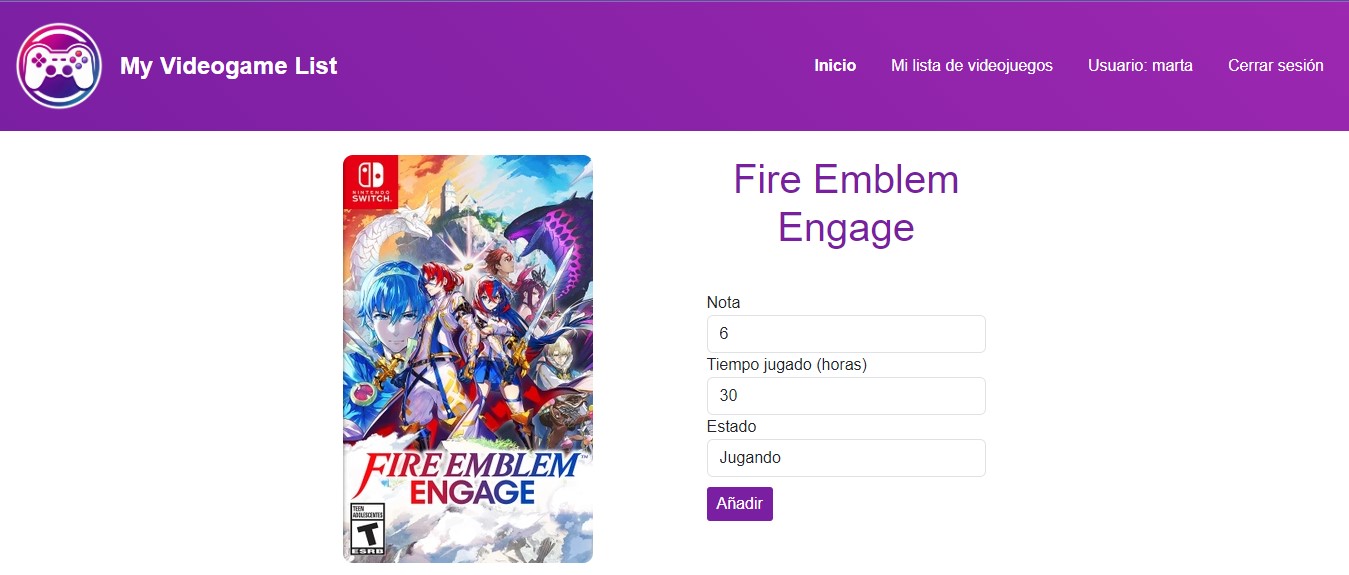 My Videogame List
Inicio
Mi lista de videojuegos
Usuario: marta
Cerrar sesión
NINTENDO
SWITCH.
FIRE EMBLEM™
ENGAGE
TEEN
ADOLESCENTES
T
ESRB
Fire Emblem
Engage
Nota
6
Tiempo jugado (horas)
30
Estado
Jugando
Añadir